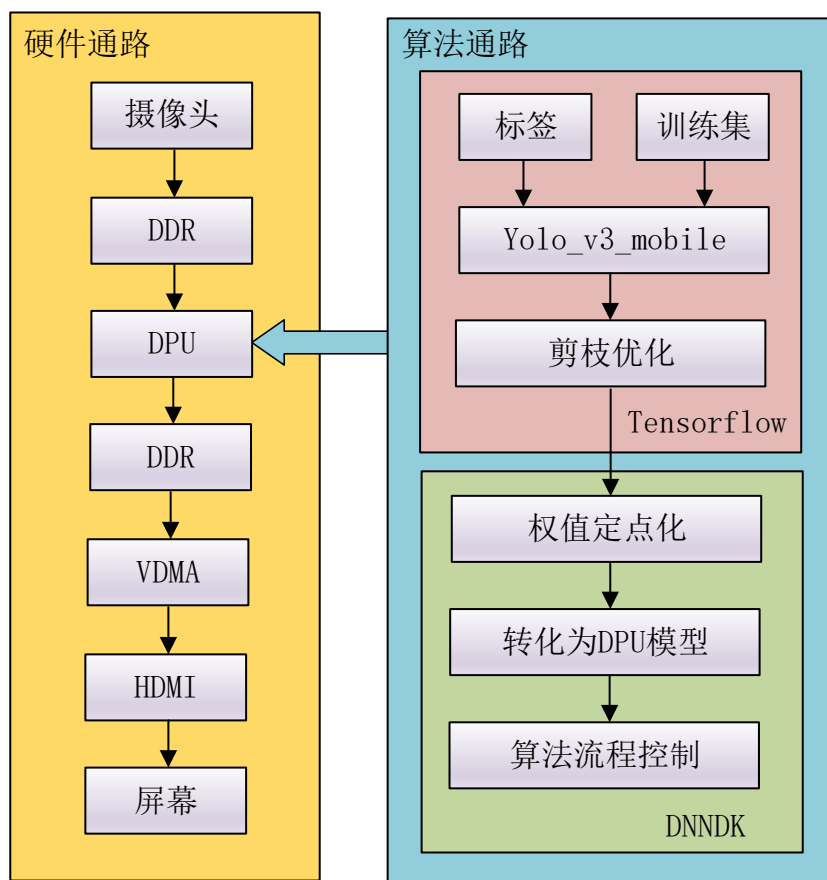 硬件通路
摄像头
DDR
DPU
DDR
VDMA
HDMI
屏幕
算法通路
标签
训练集
Yolo_v3_mobile
剪枝优化
Tensorflow
权值定点化
转化为DPU模型
算法流程控制
DNNDK